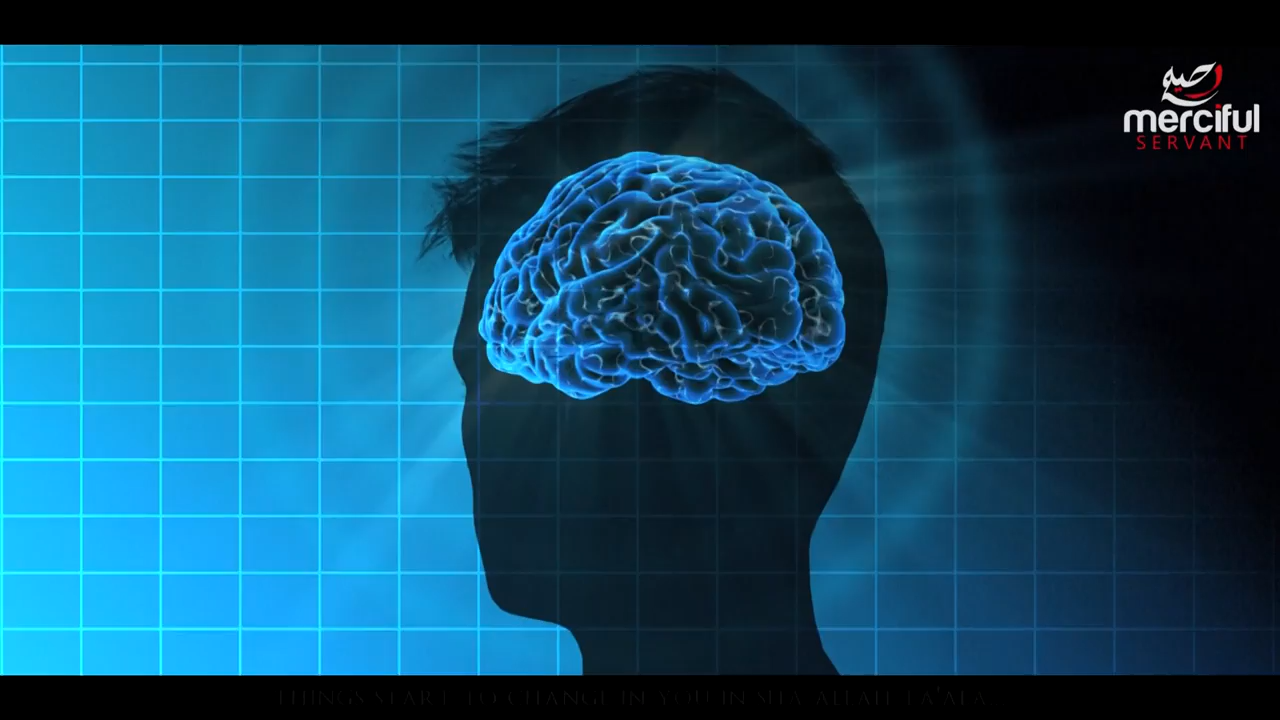 merciful
SERVANT
THINGS START TO CHANGE IN YOU IN SHA ALLAH TA'ALA